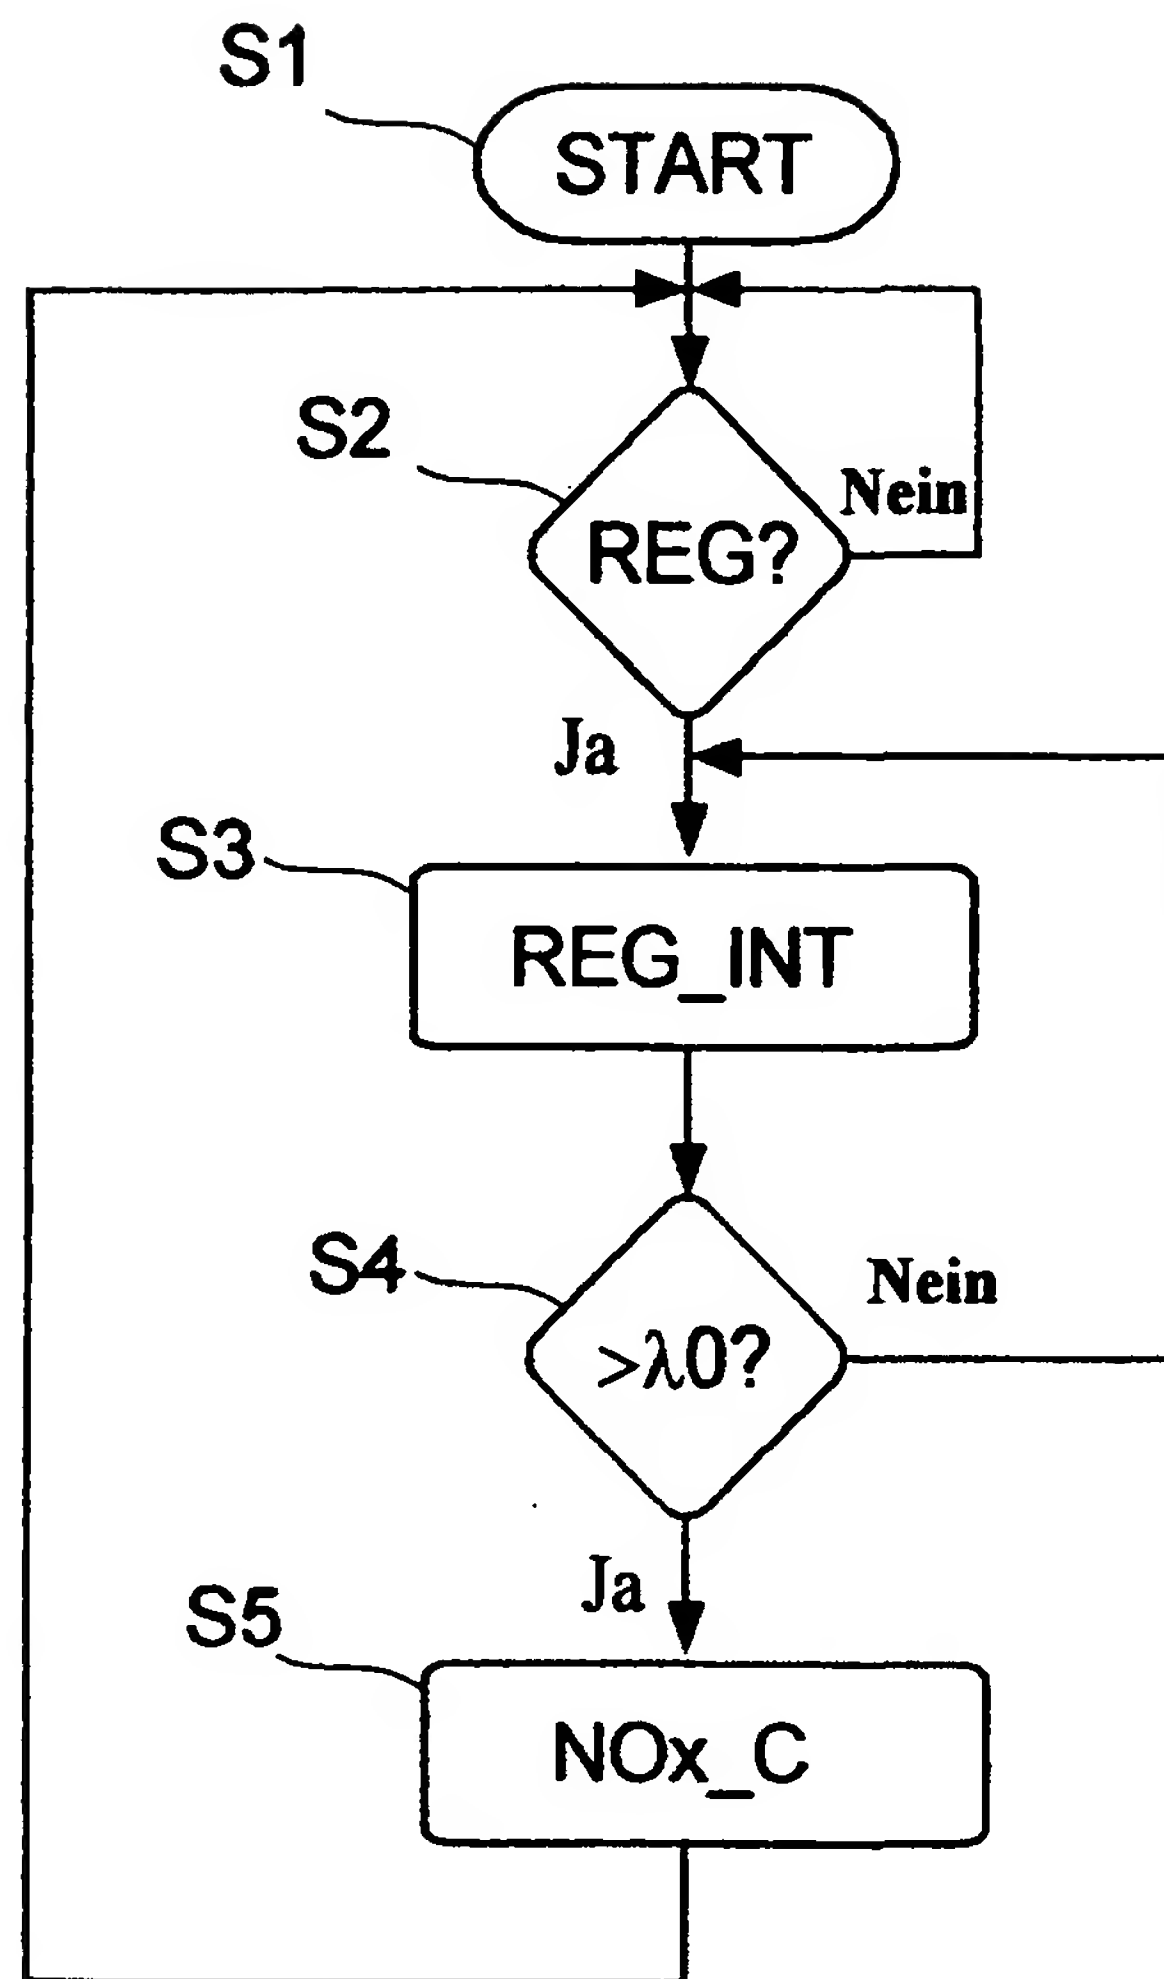 S1
START
S2
REG?
Nein
Ja
S3
REG_INT
S4
>λ0?
Nein
Ja
S5
NOx_C